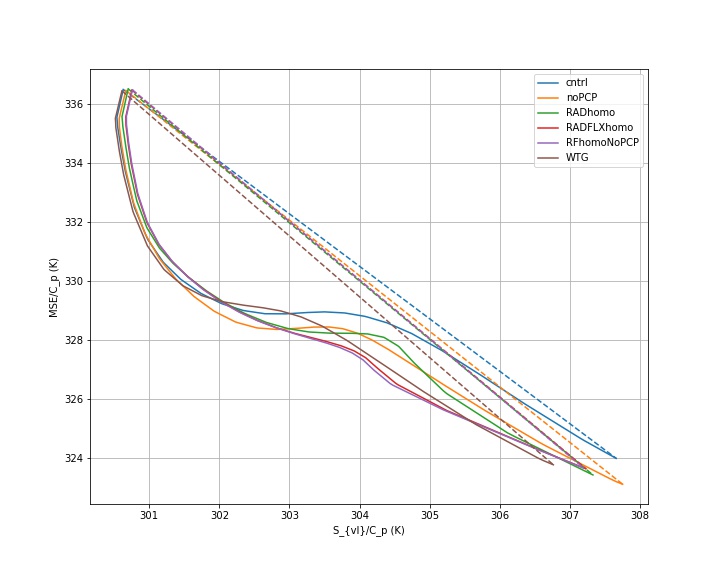 cntrl
noPCP
RADhomo
RADFLXhomo
RFhomoNoPCP
WTG
336
334
332
330
328
326
324
MSE/C_p (K)
301 302 303 304 305 306 307 308
S_{vl}/C_p (K)